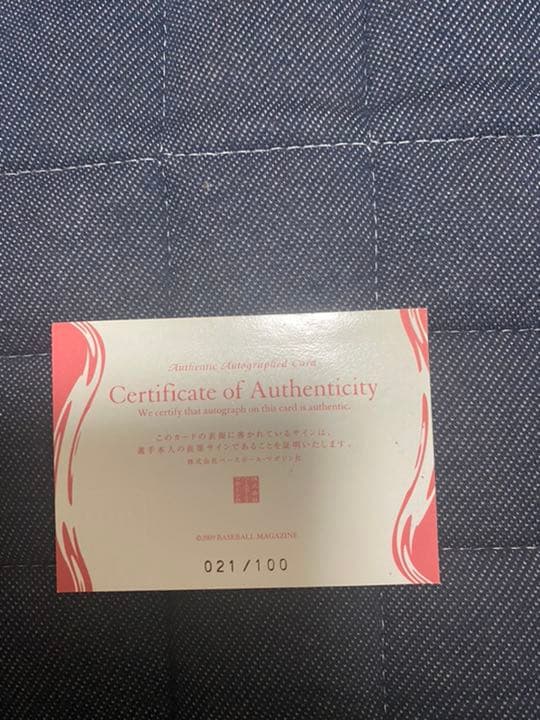 Authentic Autographed Card
Certificate of Authenticity
We certify that autograph on this card is authentic.
このカードの表面に書かれているサインは、
選手本人の直筆サインであることを証明いたします。
株式会社ベースボール・マガジン社
©2009 BASEBALL MAGAZINE
021/100